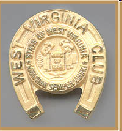 WEST VIRGINIA CLUB
STATE OF WEST VIRGINIA